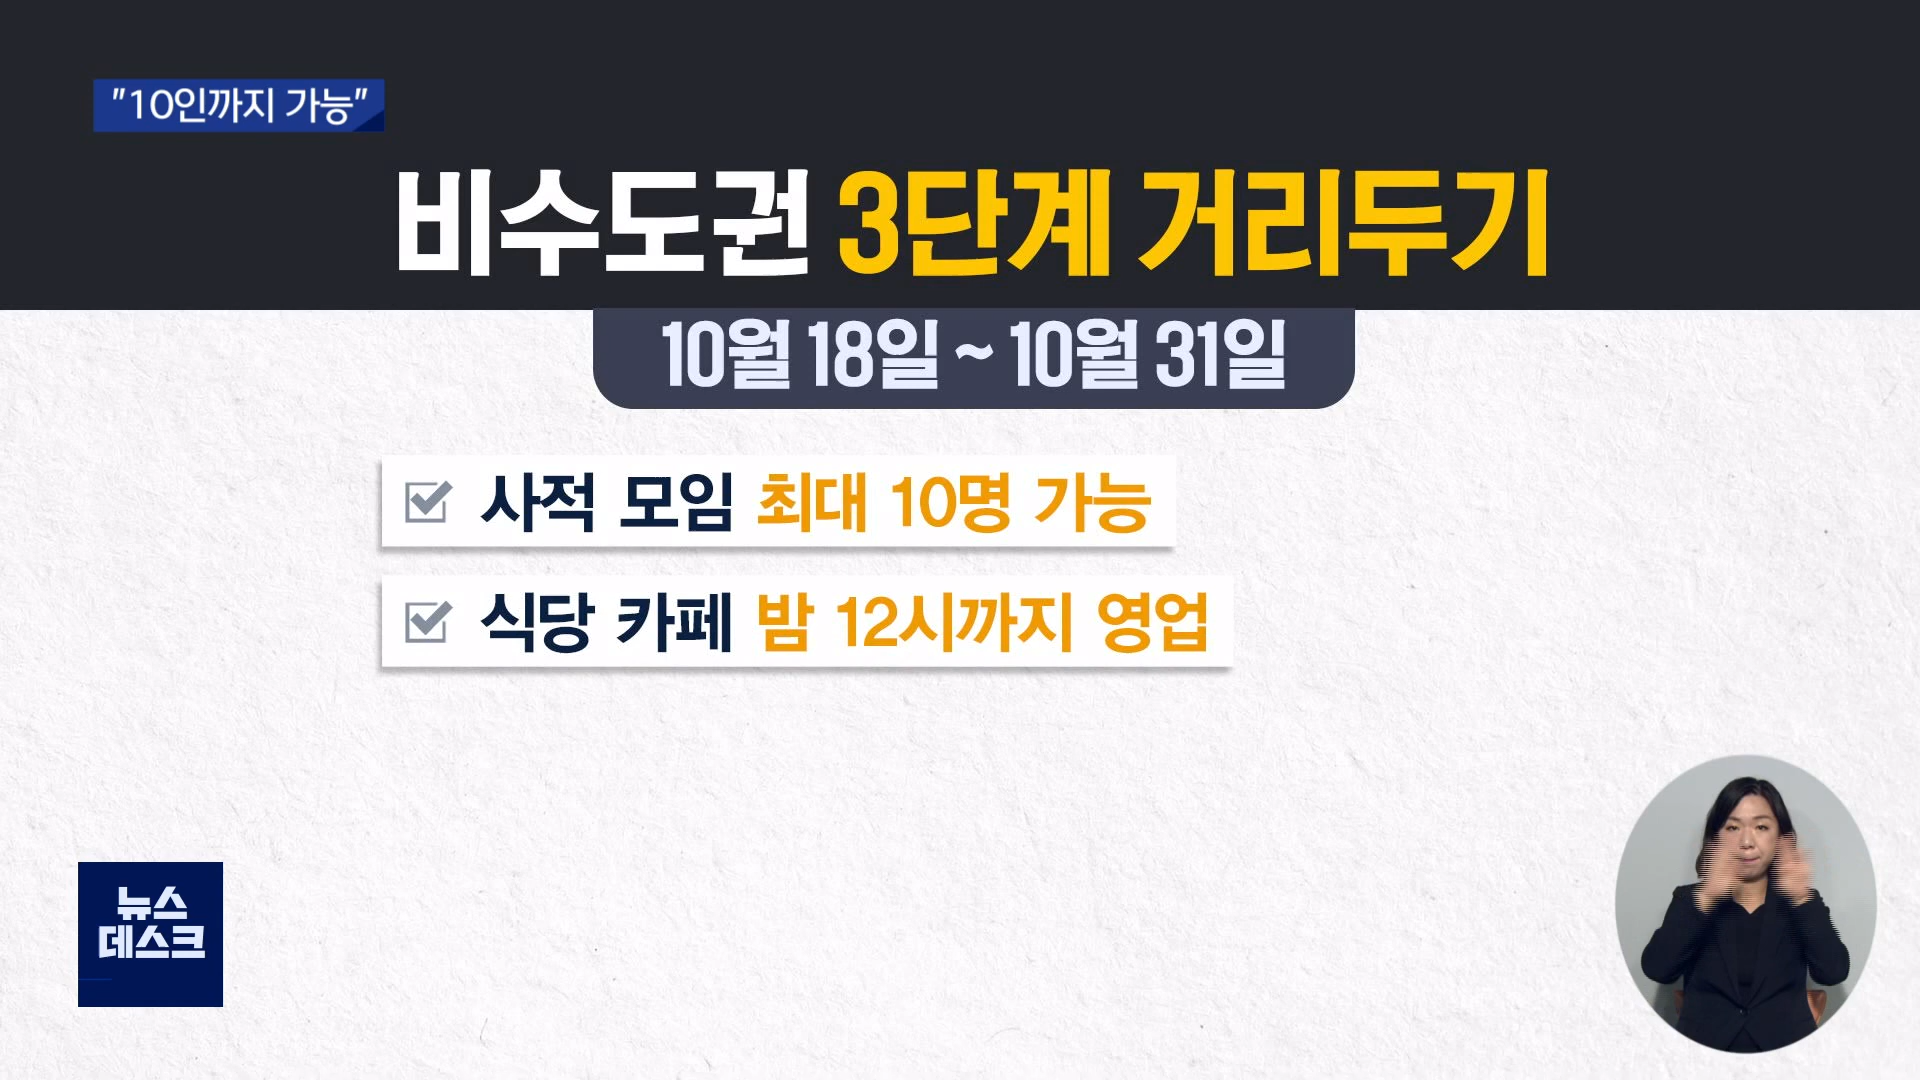 "10인까지 가능"
비수도권 3단계 거리두기
10월 18일 ~ 10월 31일
사적 모임 최대 10명 가능
식당 카페 밤 12시까지 영업
뉴스
데스크